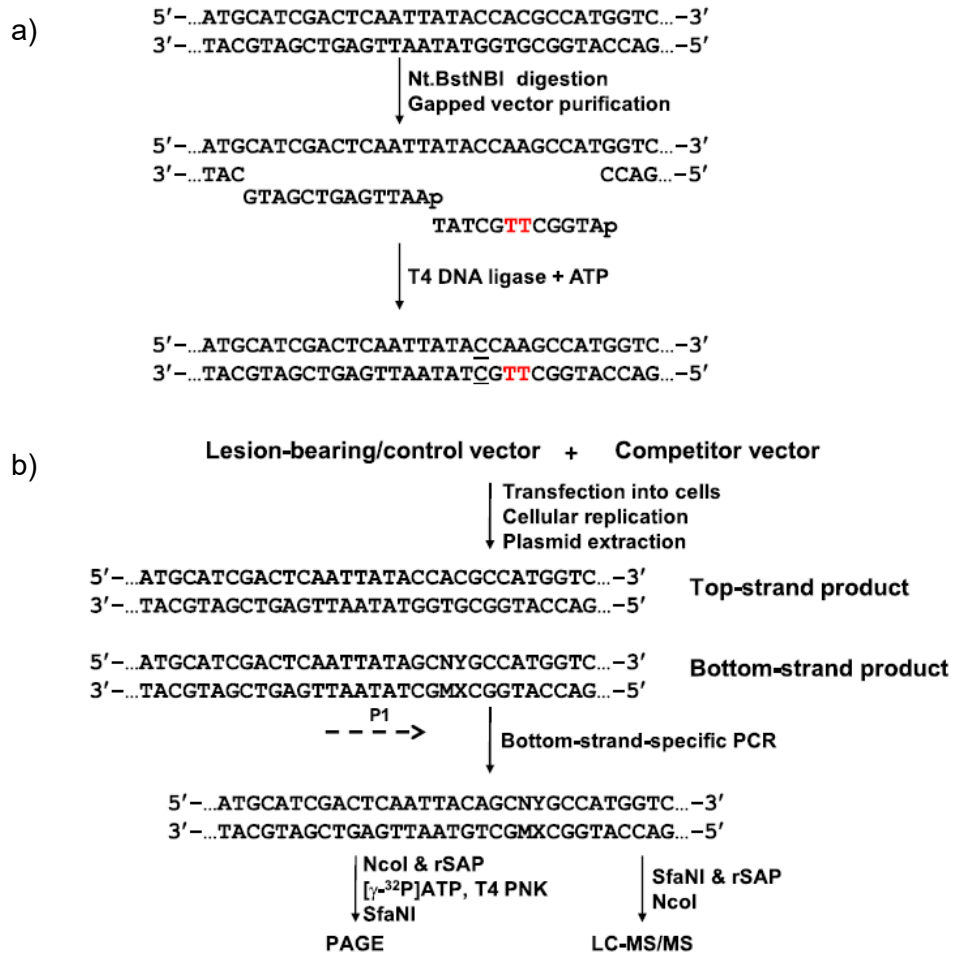 a)
5′–…ATGCATCGACTCAATTATACCACGCCATGGTC…–3′
3′–…TACGTAGCTGAGTTAATATGGTGCGGTACCAG…–5′
Nt.BstNBI digestion
Gapped vector purification
5′–…ATGCATCGACTCAATTATACCAAGCCATGGTC…–3′
3′–…TAC CCAG…–5′
GTAGCTGAGTTAAp
TATCGTTCGGTAp
T4 DNA ligase + ATP
5′–…ATGCATCGACTCAATTATACCAAGCCATGGTC…–3′
3′–…TACGTAGCTGAGTTAATATCGTTCGGTACCAG…–5′
b)
Lesion-bearing/control vector + Competitor vector
Transfection into cells
Cellular replication
Plasmid extraction
5′–…ATGCATCGACTCAATTATACCACGCCATGGTC…–3′
Top-strand product
3′–…TACGTAGCTGAGTTAATATGGTGCGGTACCAG…–5′
5′–…ATGCATCGACTCAATTATAGCNYGCCATGGTC…–3′
Bottom-strand product
3′–…TACGTAGCTGAGTTAATATCGMXCGGTACCAG…–5′
P1
Bottom-strand-specific PCR
5′–…ATGCATCGACTCAATTACAGCNYGCCATGGTC…–3′
3′–…TACGTAGCTGAGTTAATGTCGMXCGGTACCAG…–5′
NcoI & rSAP
[γ-³²P]ATP, T4 PNK
SfaNI
SfaNI & rSAP
NcoI
PAGE
LC-MS/MS